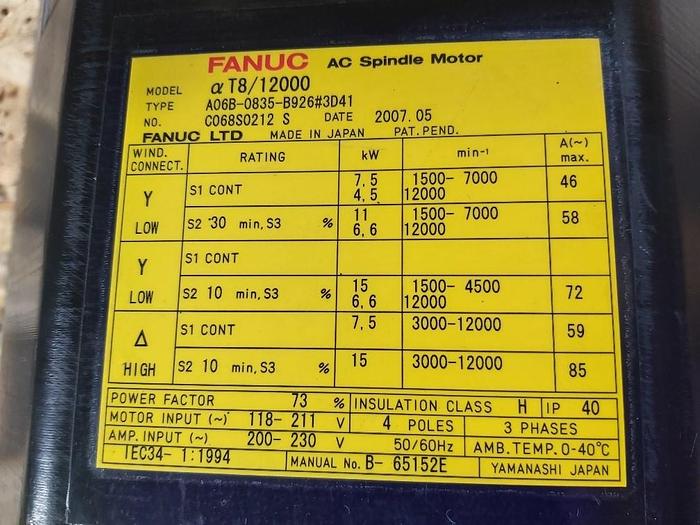 FANUC AC Spindle Motor
MODEL α T8/12000
TYPE A06B-0835-B926#3D41
NO. C068S0212 S DATE 2007.05
FANUC LTD MADE IN JAPAN PAT.PEND.
WIND. CONNECT. RATING kW min-¹ A(~) max.
Y LOW S1 CONT 7,5 1500- 7000 46
4,5 12000
S2 30 min,S3 % 11 1500- 7000 58
6,6 12000
Y LOW S1 CONT
S2 10 min,S3 % 15 1500- 4500 72
6,6 12000
Δ HIGH S1 CONT 7,5 3000-12000 59
S2 10 min,S3 % 15 3000-12000 85
POWER FACTOR 73 % INSULATION CLASS H IP 40
MOTOR INPUT (~) 118- 211 V 4 POLES 3 PHASES
AMP. INPUT (~) 200- 230 V 50/60Hz AMB.TEMP.0-40°C
IEC34- 1:1994 MANUAL No. B- 65152E YAMANASHI JAPAN